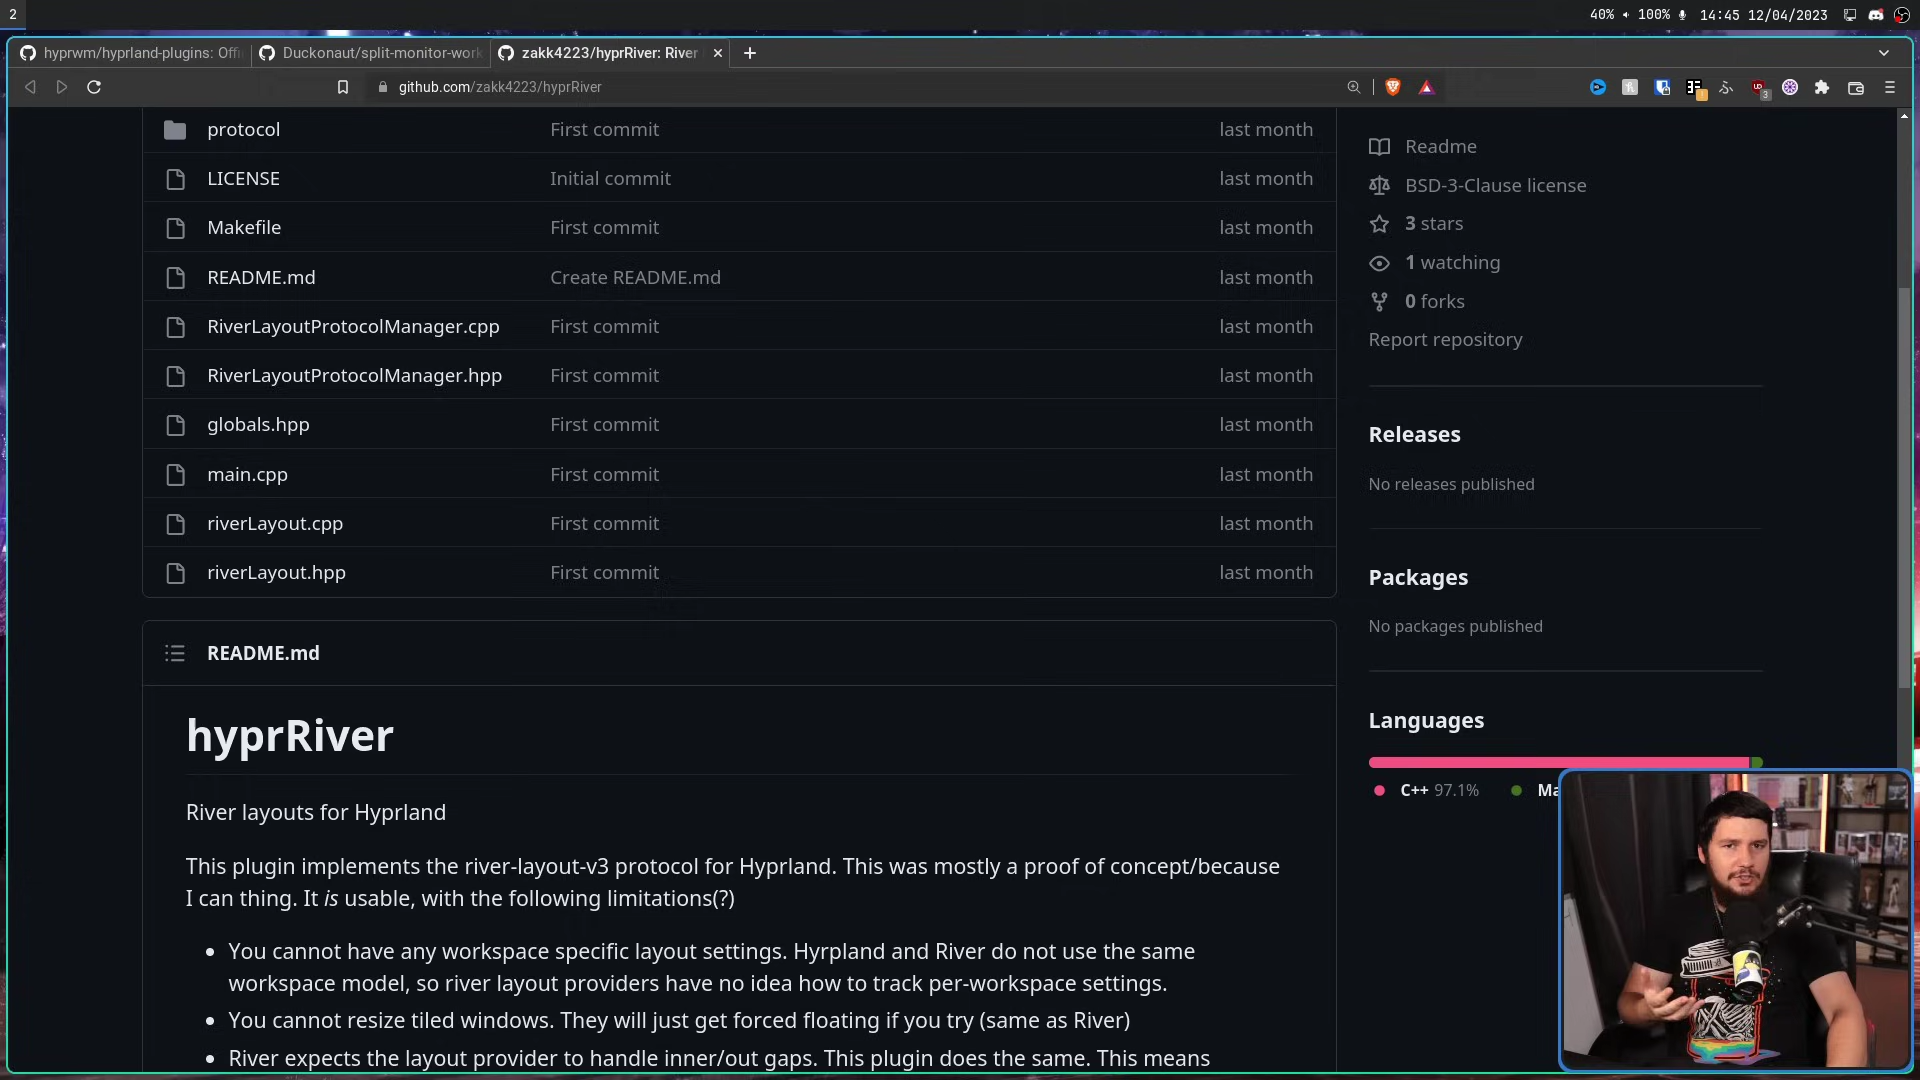 2
40%
100%
14:45 12/04/2023
hyprwm/hyprland-plugins: Offi
Duckonaut/split-monitor-work
zakk4223/hyprRiver: River
github.com/zakk4223/hyprRiver
3
protocol First commit last month
LICENSE Initial commit last month
Makefile First commit last month
README.md Create README.md last month
RiverLayoutProtocolManager.cpp First commit last month
RiverLayoutProtocolManager.hpp First commit last month
globals.hpp First commit last month
main.cpp First commit last month
riverLayout.cpp First commit last month
riverLayout.hpp First commit last month
README.md
hyprRiver
River layouts for Hyprland
This plugin implements the river-layout-v3 protocol for Hyprland. This was mostly a proof of concept/because
I can thing. It is usable, with the following limitations(?)
• You cannot have any workspace specific layout settings. Hyrpland and River do not use the same
workspace model, so river layout providers have no idea how to track per-workspace settings.
• You cannot resize tiled windows. They will just get forced floating if you try (same as River)
• River expects the layout provider to handle inner/out gaps. This plugin does the same. This means
Readme
BSD-3-Clause license
3 stars
1 watching
0 forks
Report repository
Releases
No releases published
Packages
No packages published
Languages
C++ 97.1%
Ma